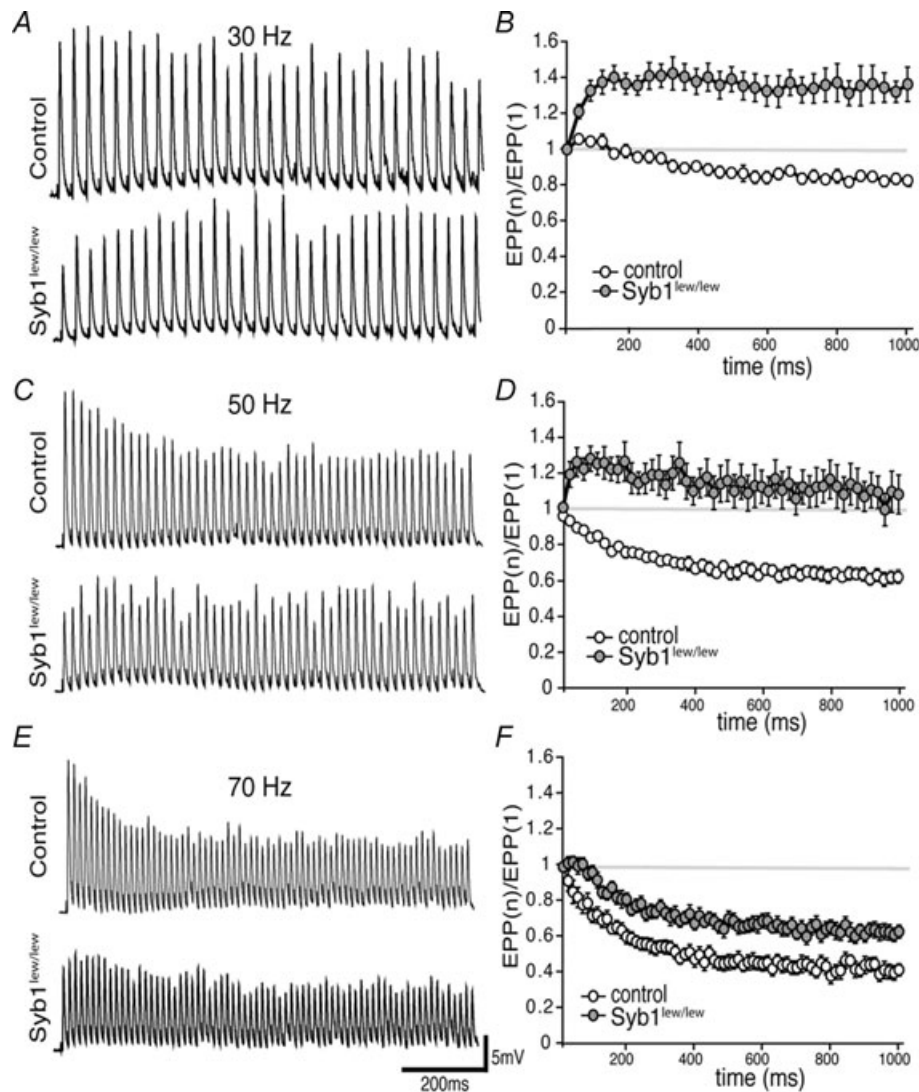 A
30 Hz
Control
Syb1lew/lew
B
EPP(n)/EPP(1)
1.6
1.4
1.2
1
0.8
0.6
0.4
0.2
0
control
Syb1lew/lew
200 400 600 800 1000
time (ms)
C
50 Hz
Control
Syb1lew/lew
D
EPP(n)/EPP(1)
1.6
1.4
1.2
1
0.8
0.6
0.4
0.2
0
control
Syb1lew/lew
200 400 600 800 1000
time (ms)
E
70 Hz
Control
Syb1lew/lew
5mV
200ms
F
EPP(n)/EPP(1)
1.6
1.4
1.2
1
0.8
0.6
0.4
0.2
0
control
Syb1lew/lew
200 400 600 800 1000
time (ms)